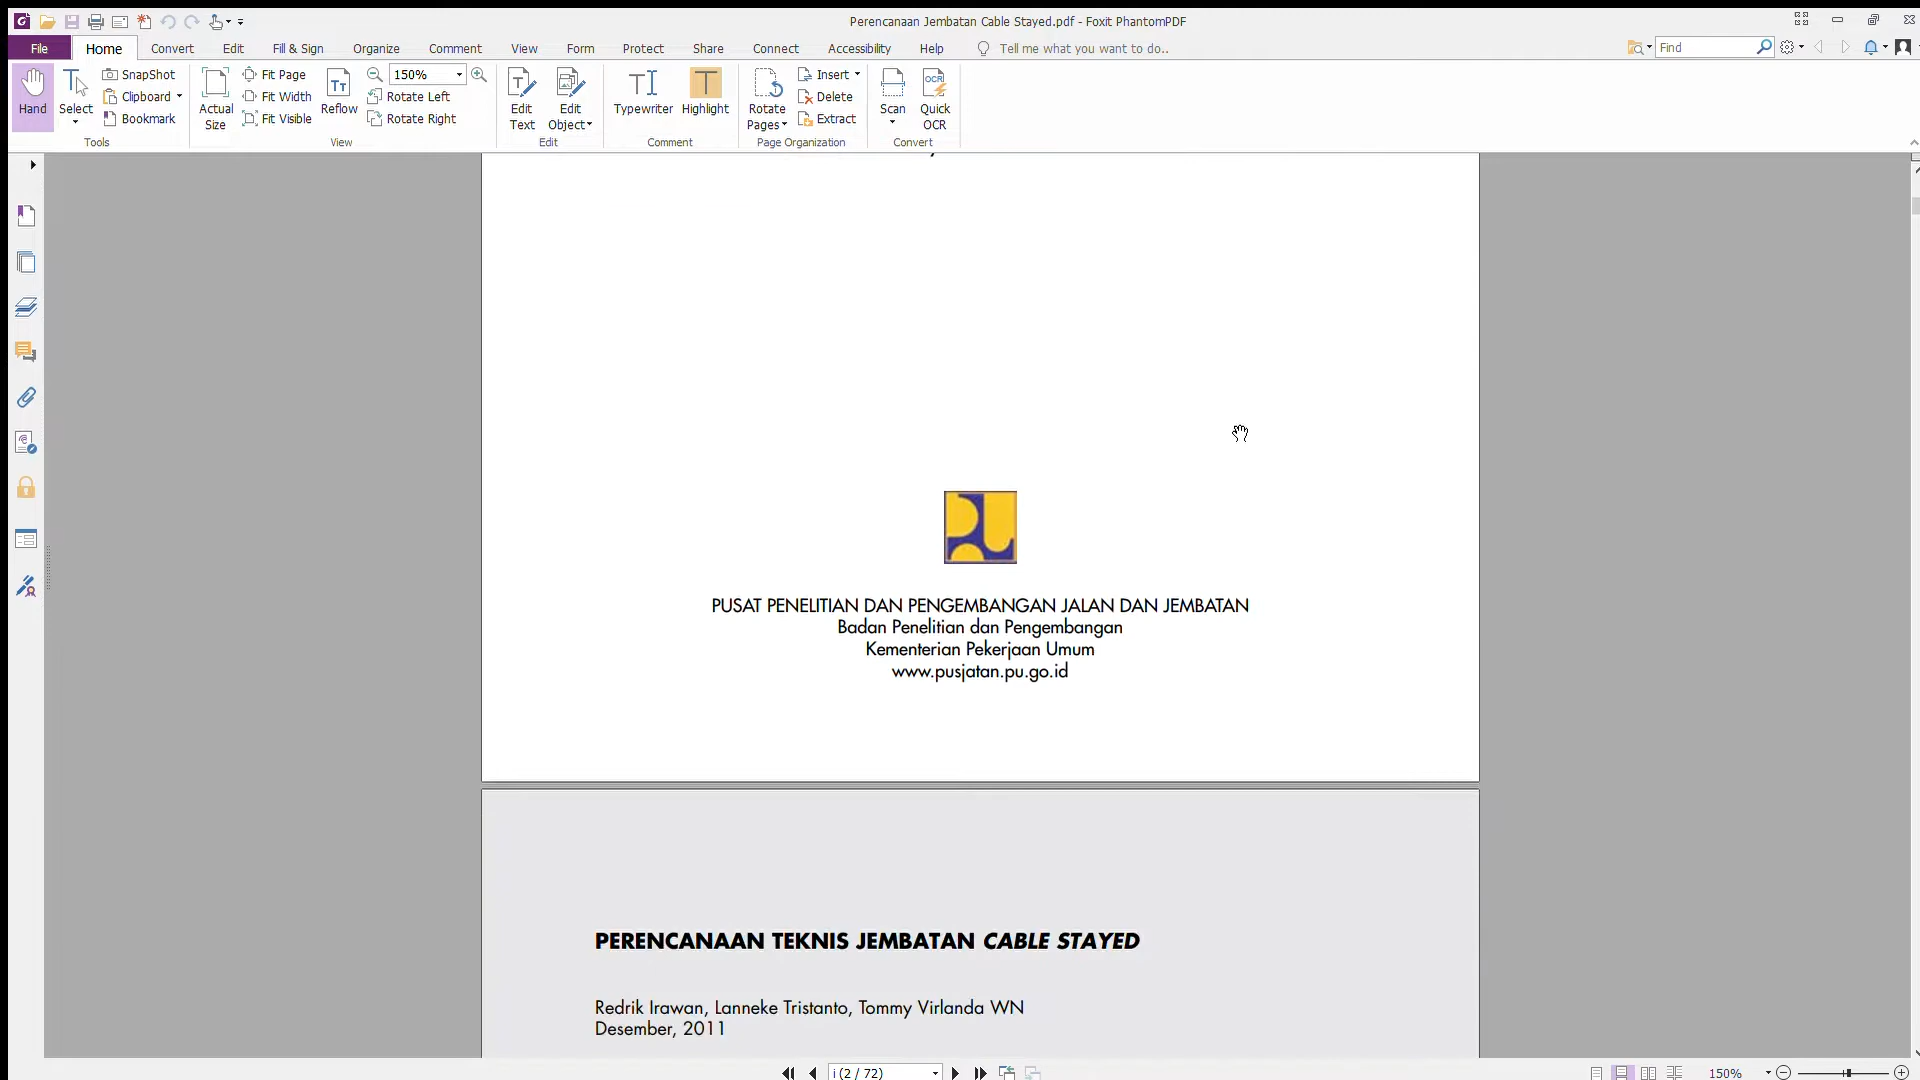 Perencanaan Jembatan Cable Stayed.pdf - Foxit PhantomPDF
File Home Convert Edit Fill & Sign Organize Comment View Form Protect Share Connect Accessibility Help Tell me what you want to do.. Find
Hand
Select
SnapShot
Clipboard
Bookmark
Tools
Actual Size
Fit Page
Fit Width
Fit Visible
Reflow
150%
Rotate Left
Rotate Right
View
Edit Text
Edit Object
Edit
Typewriter
Highlight
Comment
Rotate Pages
Insert
Delete
Extract
Page Organization
Scan
Quick OCR
Convert
PUSAT PENELITIAN DAN PENGEMBANGAN JALAN DAN JEMBATAN
Badan Penelitian dan Pengembangan
Kementerian Pekerjaan Umum
www.pusjatan.pu.go.id
PERENCANAAN TEKNIS JEMBATAN CABLE STAYED
Redrik Irawan, Lanneke Tristanto, Tommy Virlanda WN
Desember, 2011
i (2 / 72)
150%